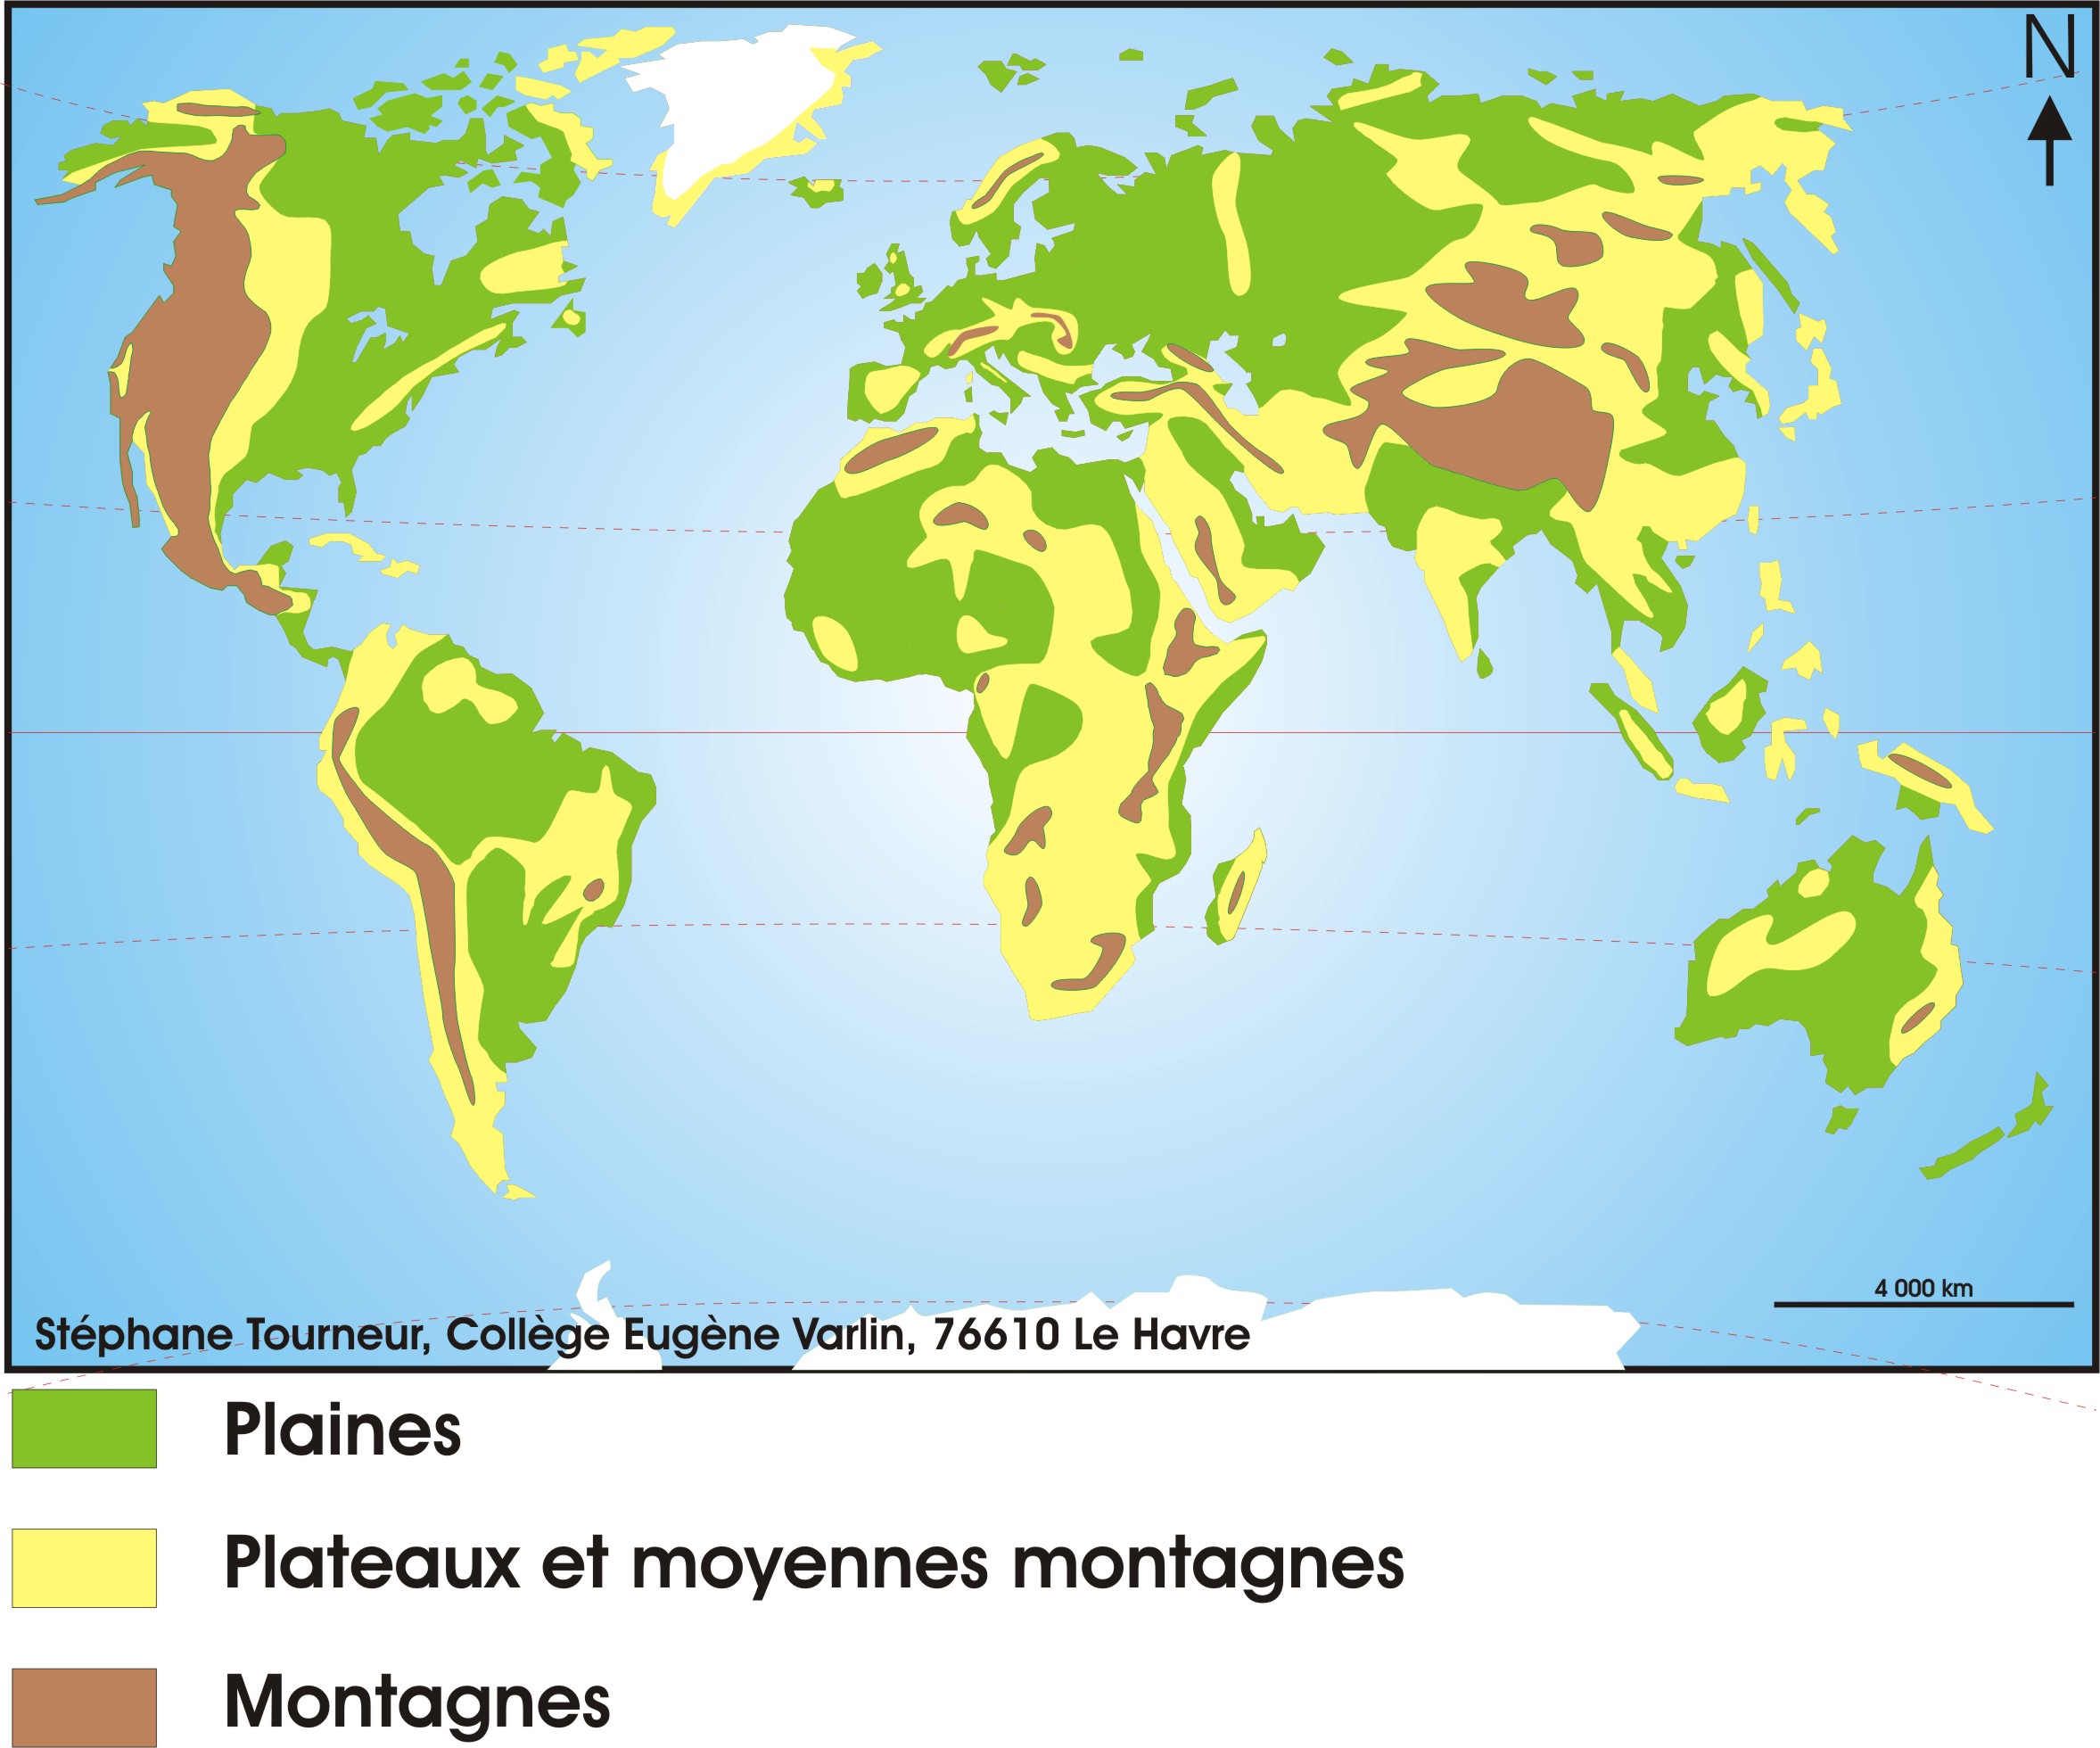 N
4 000 km
Stéphane Tourneur, Collège Eugène Varlin, 76610 Le Havre
Plaines
Plateaux et moyennes montagnes
Montagnes